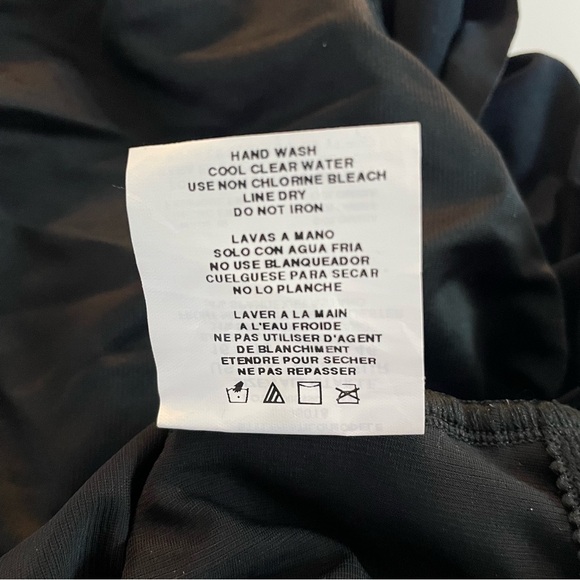 HAND WASH
COOL CLEAR WATER
USE NON CHLORINE BLEACH
LINE DRY
DO NOT IRON
LAVAS A MANO
SOLO CON AGUA FRIA
NO USE BLANQUEADOR
CUELGUESE PARA SECAR
NO LO PLANCHE
LAVER A LA MAIN
A L'EAU FROIDE
NE PAS UTILISER D'AGENT
DE BLANCHIMENT
ETENDRE POUR SECHER
NE PAS REPASSER